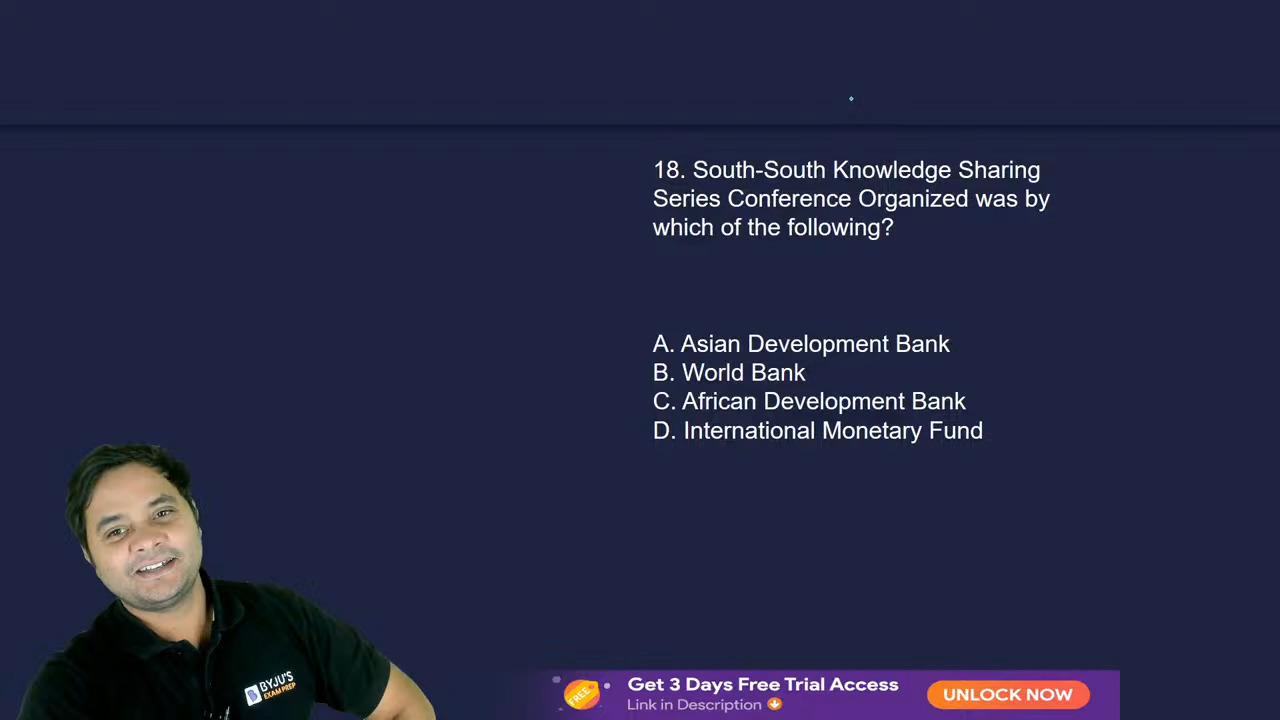 18. South-South Knowledge Sharing
Series Conference Organized was by
which of the following?
A. Asian Development Bank
B. World Bank
C. African Development Bank
D. International Monetary Fund
BYJU'S
EXAM PREP
FREE
Get 3 Days Free Trial Access
Link in Description
UNLOCK NOW